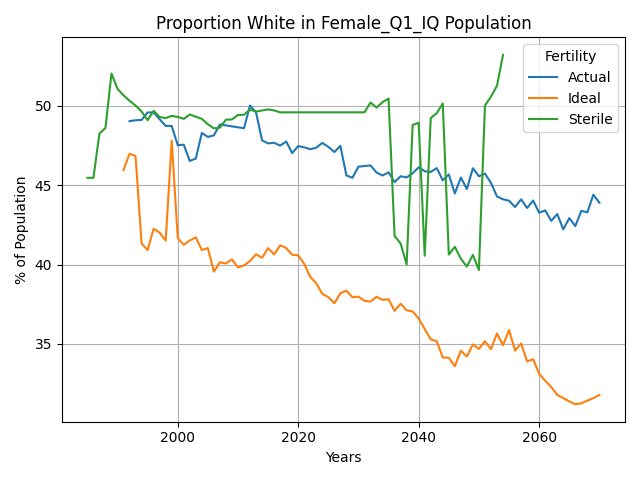 Proportion White in Female_Q1_IQ Population
Fertility
Actual
Ideal
Sterile
% of Population
50
45
40
35
2000
2020
2040
2060
Years